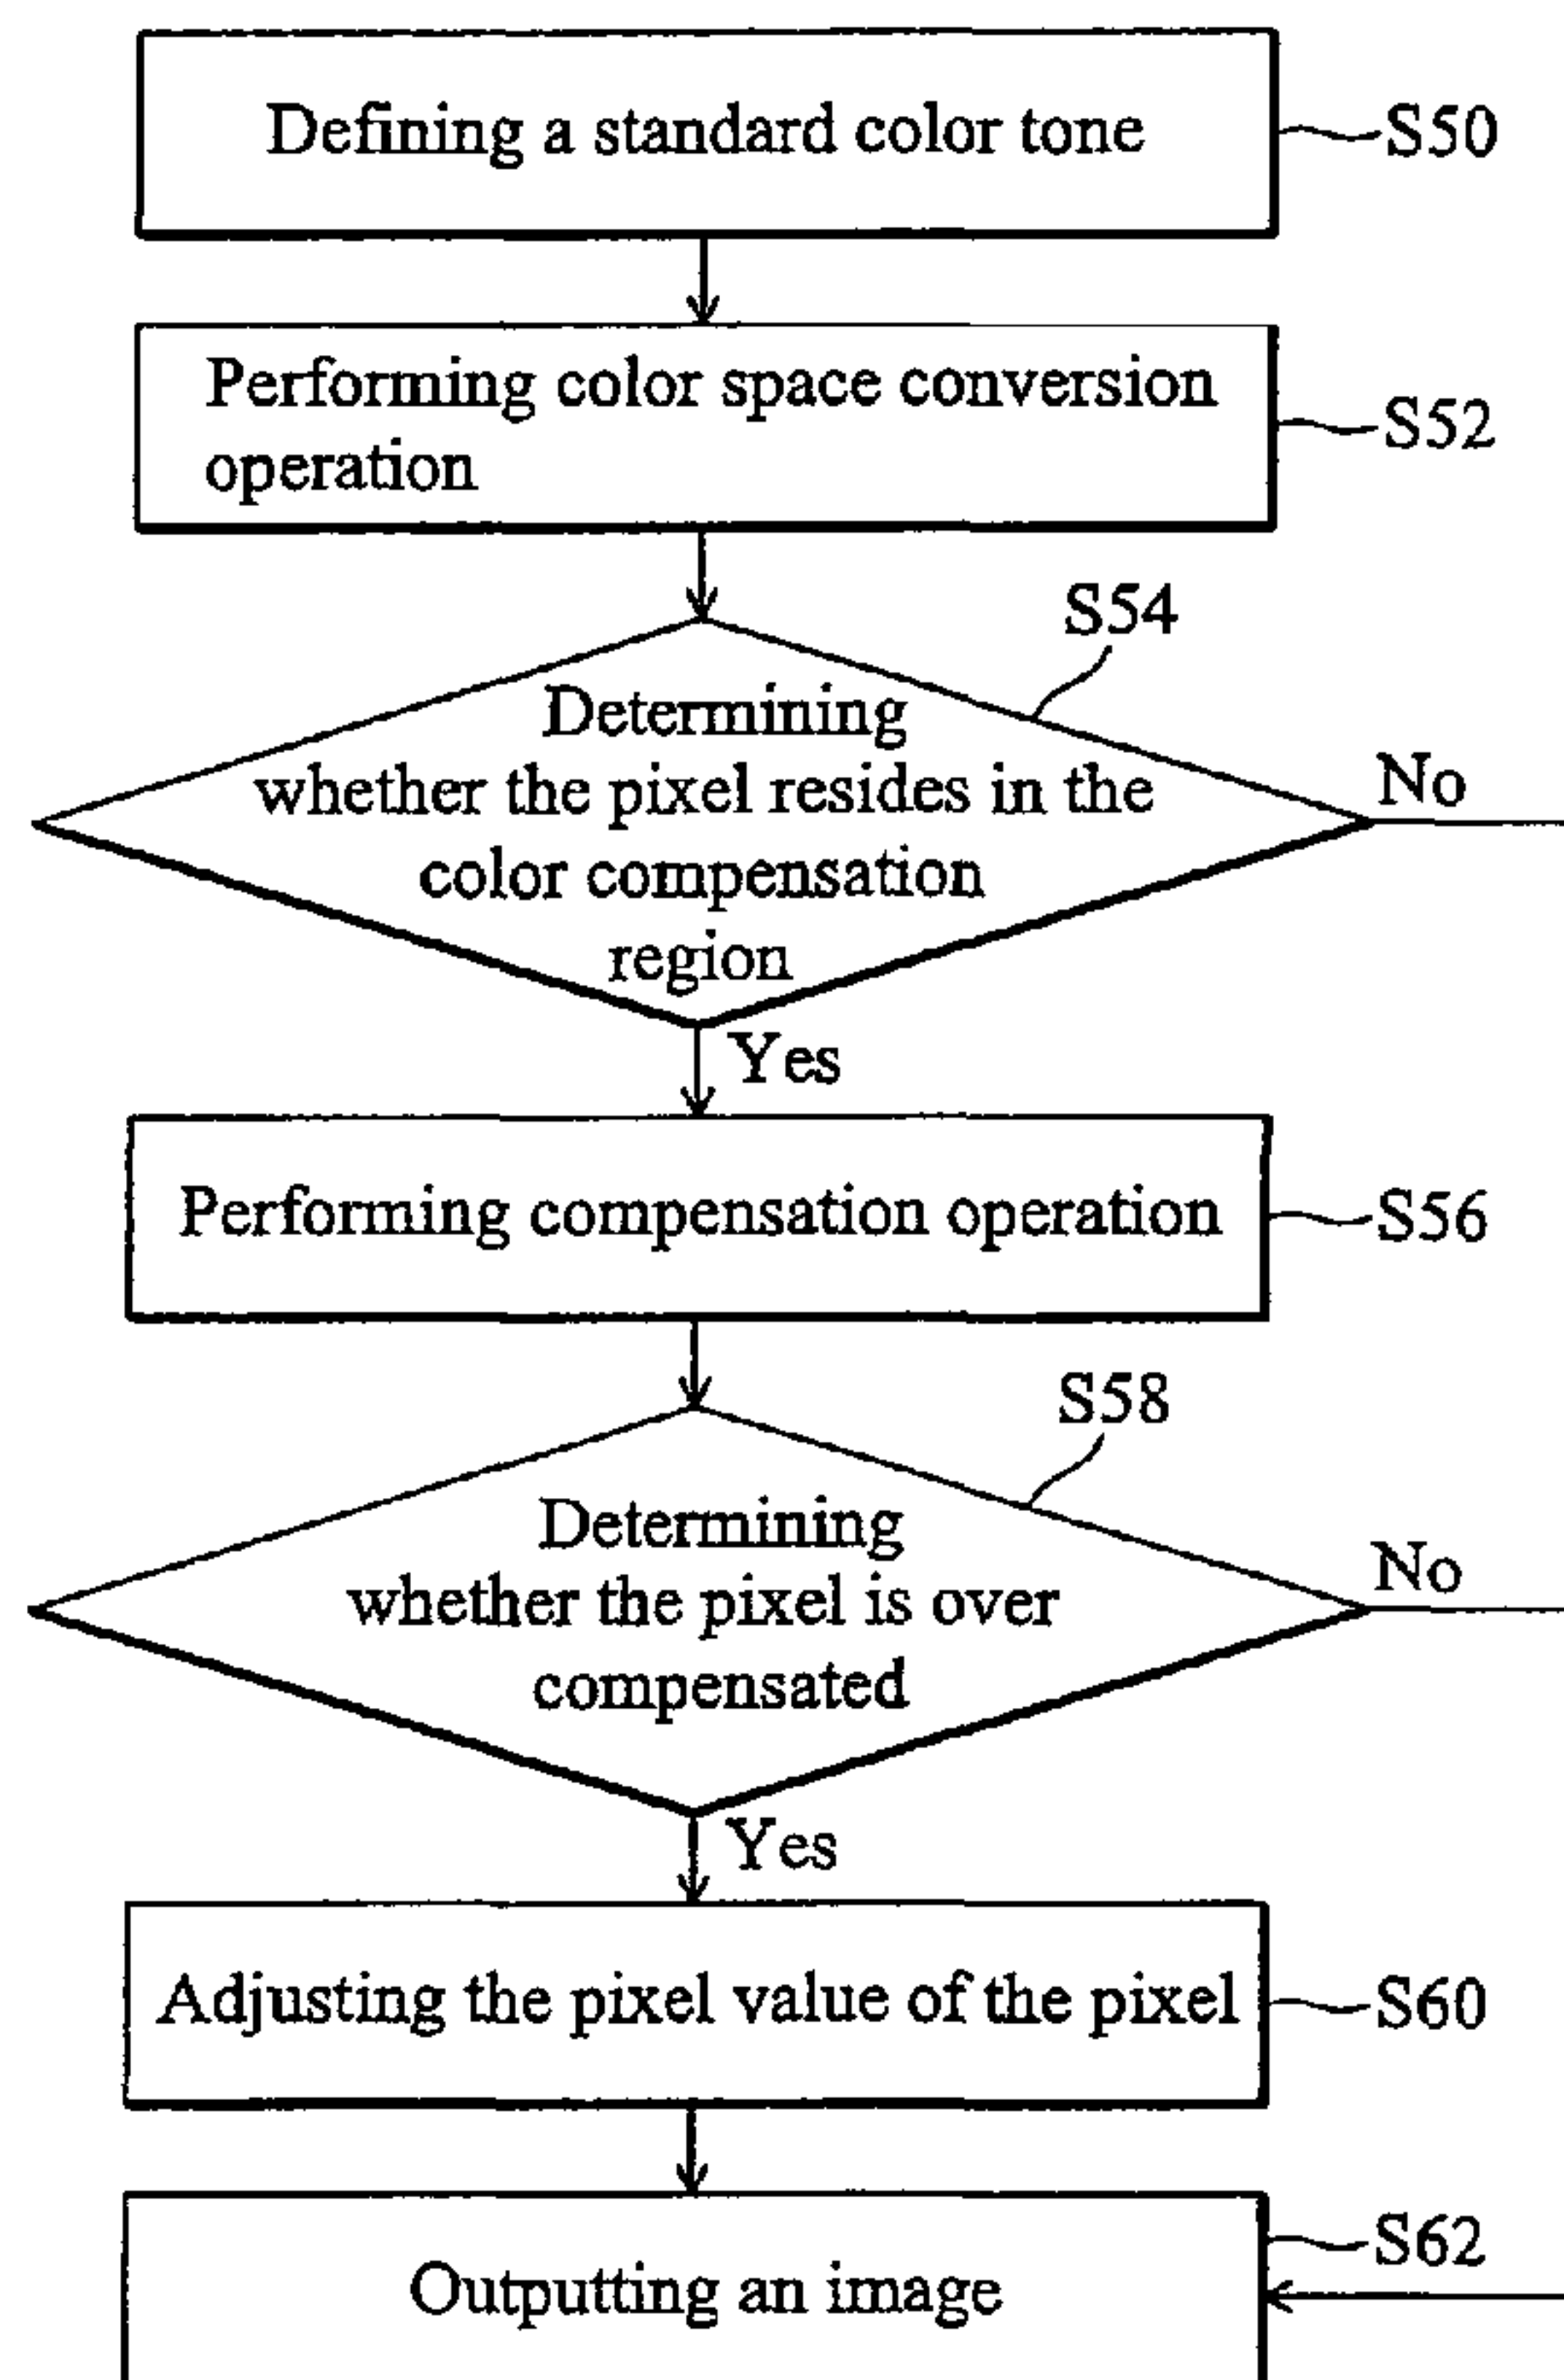 Defining a standard color tone
S50
Performing color space conversion
operation
S52
S54
Determining
whether the pixel resides in the
color compensation
region
No
Yes
Performing compensation operation
S56
S58
Determining
whether the pixel is over
compensated
No
Yes
Adjusting the pixel value of the pixel
S60
S62
Outputting an image